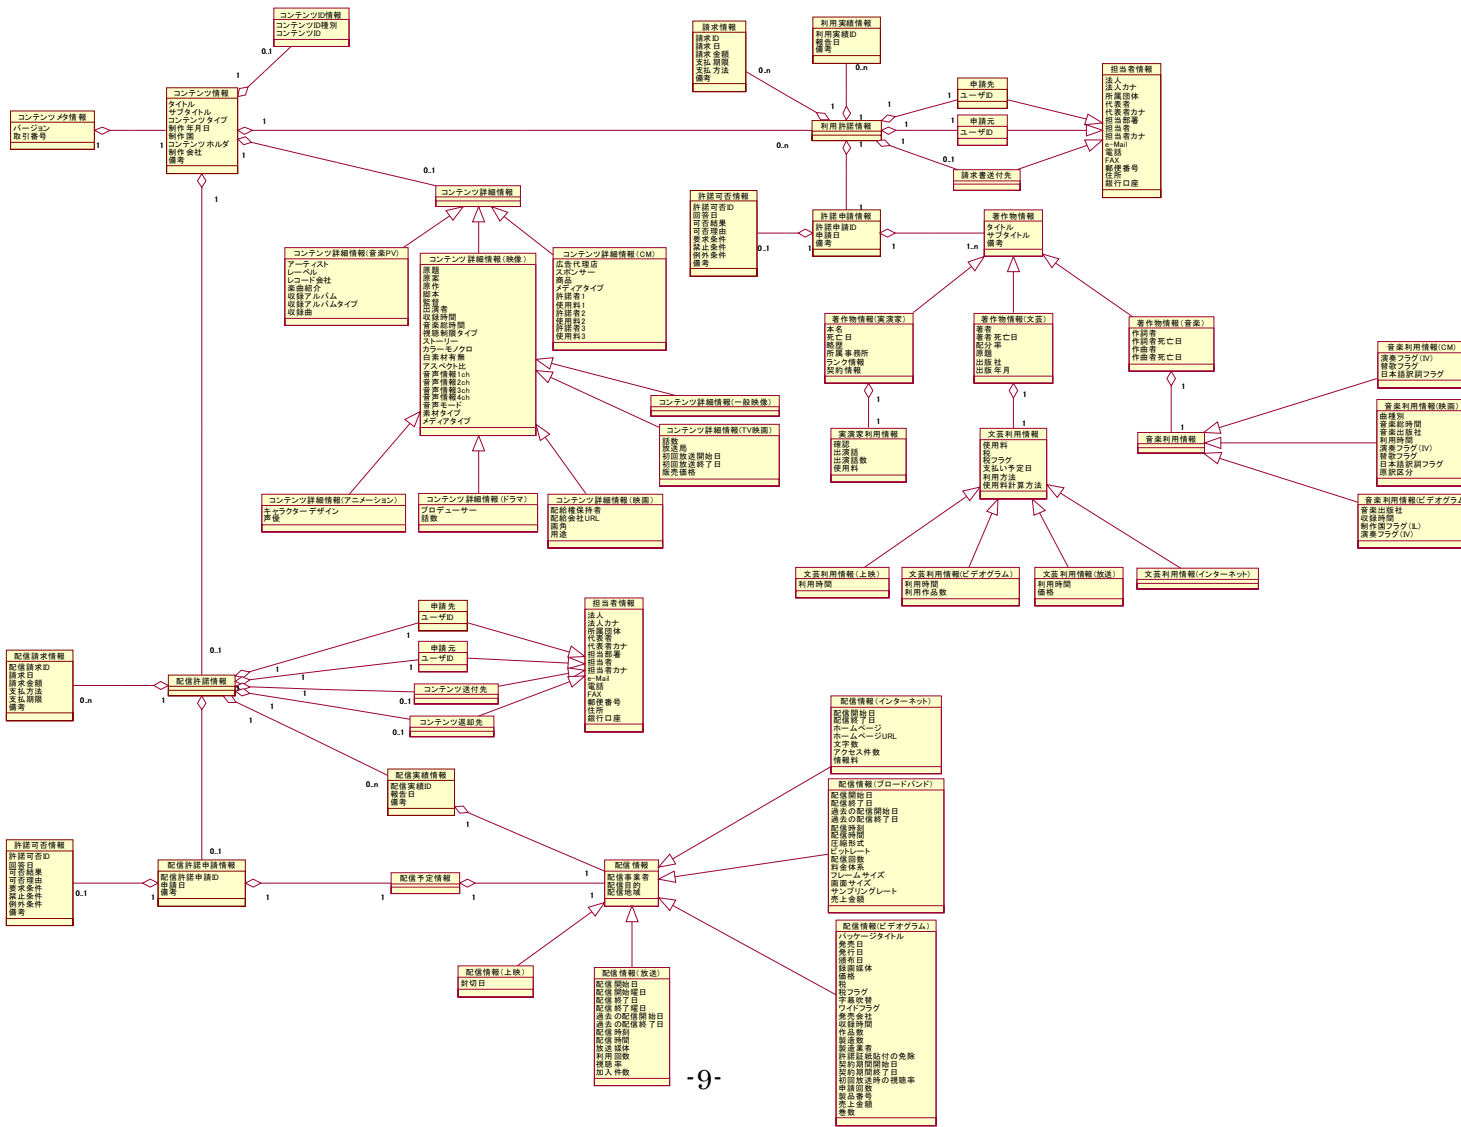 コンテンツID情報
コンテンツID種別
コンテンツID
0..1
1
コンテンツメタ情報
バージョン
取引番号
1
1
コンテンツ情報
タイトル
サブタイトル
コンテンツタイプ
制作年月日
制作国
コンテンツホルダ
制作会社
備考
1
1
1
0..1
コンテンツ詳細情報
コンテンツ詳細情報(音楽PV)
アーティスト
レーベル
レコード会社
楽曲紹介
収録アルバム
収録アルバムタイプ
収録曲
コンテンツ詳細情報(映像)
原題
原案
原作
脚本
監督
出演者
収録時間
音楽総時間
視聴制限タイプ
ストーリー
カラーモノクロ
白素材有無
アスペクト比
音声情報1ch
音声情報2ch
音声情報3ch
音声情報4ch
音声モード
素材タイプ
メディアタイプ
コンテンツ詳細情報(CM)
広告代理店
スポンサー
商品
メディアタイプ
許諾者1
使用料1
許諾者2
使用料2
許諾者3
使用料3
コンテンツ詳細情報(一般映像)
コンテンツ詳細情報(TV映画)
話数
放送局
初回放送開始日
初回放送終了日
販売価格
コンテンツ詳細情報(アニメーション)
キャラクターデザイン
声優
コンテンツ詳細情報(ドラマ)
プロデューサー
話数
コンテンツ詳細情報(映画)
配給権保持者
配給会社URL
画角
用途
請求情報
請求ID
請求日
請求金額
支払期限
支払方法
備考
0..n
利用実績情報
利用実績ID
報告日
備考
0..n
1
1
利用許諾情報
0..n
1
1
1
1
申請先
ユーザID
1
申請元
ユーザID
1
請求書送付先
0..1
担当者情報
法人
法人カナ
所属団体
代表者
代表者カナ
担当部署
担当者
担当者カナ
e-Mail
電話
FAX
郵便番号
住所
銀行口座
許諾可否情報
許諾可否ID
回答日
可否結果
可否理由
要求条件
禁止条件
例外条件
備考
0..1
1
許諾申請情報
許諾申請ID
申請日
備考
1
1
1..n
著作物情報
タイトル
サブタイトル
備考
著作物情報(実演家)
本名
死亡日
略歴
所属事務所
ランク情報
契約情報
1
1
実演家利用情報
確認
出演話
出演話数
使用料
著作物情報(文芸)
著者
著者死亡日
配分率
原題
出版社
出版年月
1
1
文芸利用情報
使用料
税
税フラグ
支払い予定日
利用方法
使用料計算方法
著作物情報(音楽)
作詞者
作詞者死亡日
作曲者
作曲者死亡日
1
1
音楽利用情報
音楽利用情報(CM)
演奏フラグ(IV)
替歌フラグ
日本語訳詞フラグ
音楽利用情報(映画)
曲種別
音楽総時間
音楽出版社
利用時間
演奏フラグ(IV)
替歌フラグ
日本語訳詞フラグ
原訳区分
音楽利用情報(ビデオグラム
音楽出版社
収録時間
制作国フラグ(IL)
演奏フラグ(IV)
文芸利用情報(上映)
利用時間
文芸利用情報(ビデオグラム)
利用時間
利用作品数
文芸利用情報(放送)
利用時間
価格
文芸利用情報(インターネット)
配信請求情報
配信請求ID
請求日
請求金額
支払方法
支払期限
備考
0..n
1
0..1
配信許諾情報
1
1
1
1
1
1
申請先
ユーザID
1
申請元
ユーザID
1
コンテンツ送付先
0..1
コンテンツ返却先
0..1
担当者情報
法人
法人カナ
所属団体
代表者
代表者カナ
担当部署
担当者
担当者カナ
e-Mail
電話
FAX
郵便番号
住所
銀行口座
0..n
配信実績情報
配信実績ID
報告日
備考
1
許諾可否情報
許諾可否ID
回答日
可否結果
可否理由
要求条件
禁止条件
例外条件
備考
0..1
1
0..1
配信許諾申請情報
配信許諾申請ID
申請日
備考
1
1
配信予定情報
1
1
1
配信情報
配信事業者
配信目的
配信地域
配信情報(インターネット)
配信開始日
配信終了日
ホームページ
ホームページURL
文字数
アクセス件数
情報料
配信情報(ブロードバンド)
配信開始日
配信終了日
過去の配信開始日
過去の配信終了日
配信時刻
配信時間
圧縮形式
ビットレート
配信回数
料金体系
フレームサイズ
画面サイズ
サンプリングレート
売上金額
配信情報(ビデオグラム)
パッケージタイトル
発売日
発行日
頒布日
録画媒体
価格
税
税フラグ
字幕吹替
ワイドフラグ
発売会社
収録時間
作品数
製造数
製造業者
許諾証紙貼付の免除
契約期間開始日
契約期間終了日
初回放送時の視聴率
申請回数
製品番号
売上金額
巻数
配信情報(上映)
封切日
配信情報(放送)
配信開始日
配信開始曜日
配信終了日
配信終了曜日
過去の配信開始日
過去の配信終了日
配信時刻
配信時間
放送媒体
利用回数
視聴率
加入件数
-9-